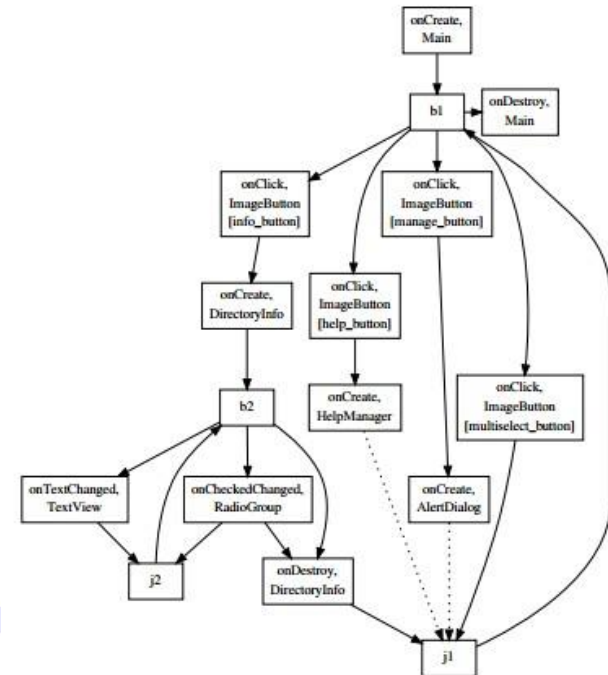 onCreate,
Main
b1
onDestroy,
Main
onClick,
ImageButton
[info_button]
onClick,
ImageButton
[manage_button]
onClick,
ImageButton
[help_button]
onCreate,
DirectoryInfo
onClick,
ImageButton
[multiselect_button]
onCreate,
HelpManager
b2
onTextChanged,
TextView
onCheckedChanged,
RadioGroup
onCreate,
AlertDialog
j2
onDestroy,
DirectoryInfo
j1